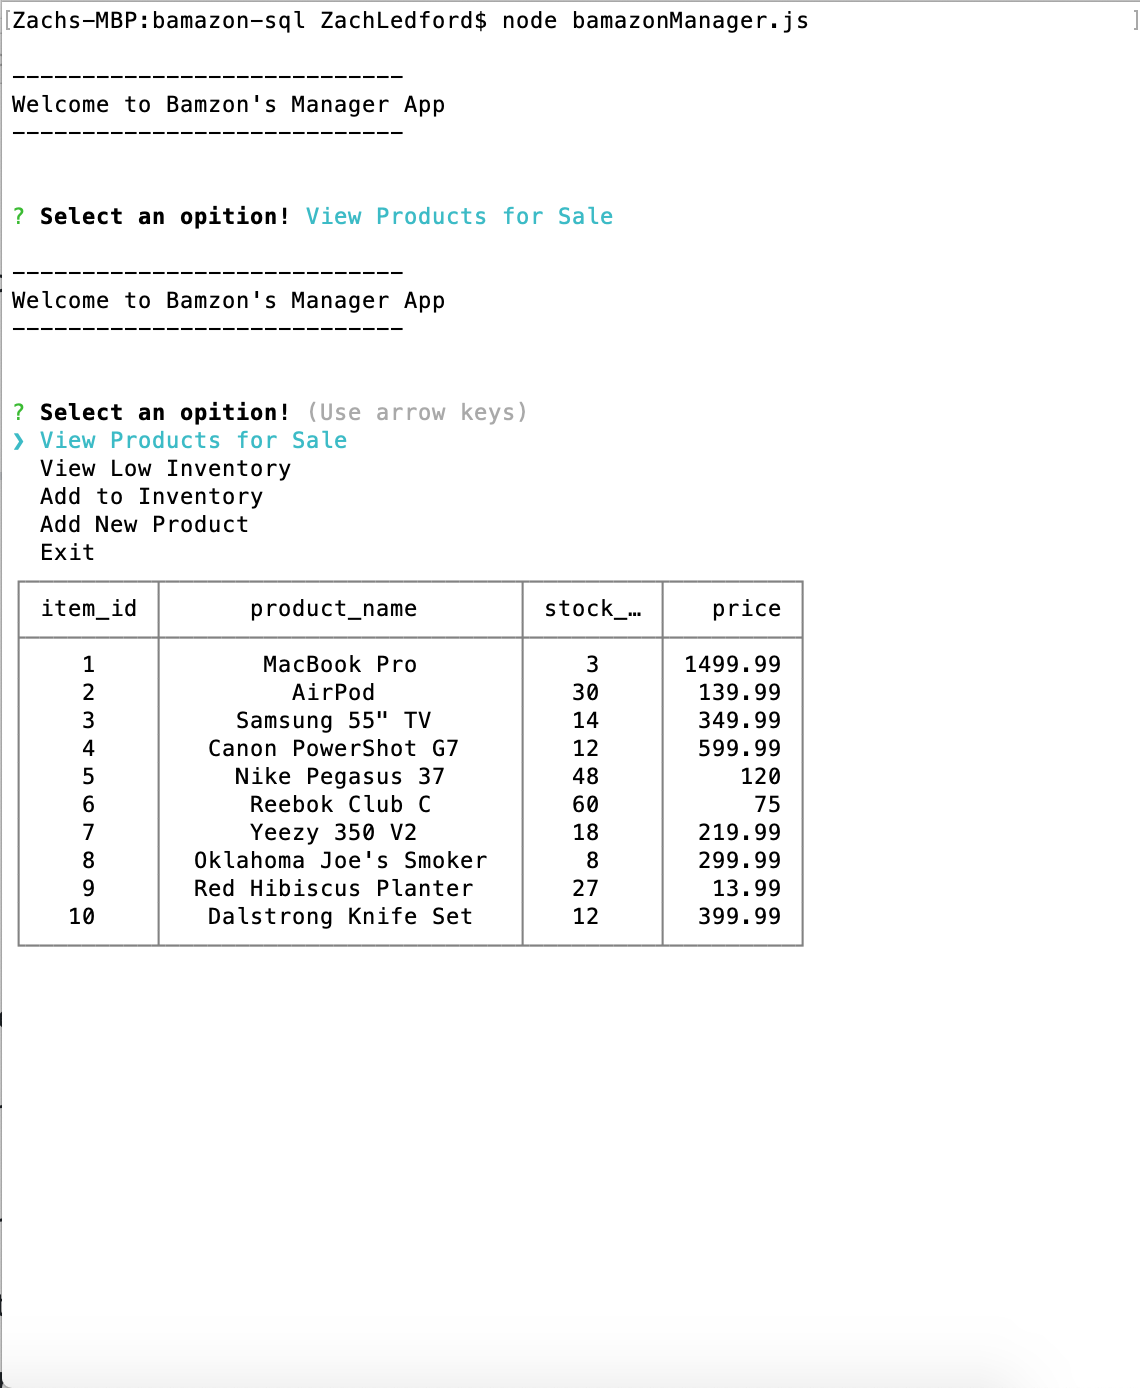 [Zachs-MBP:bamazon-sql ZachLedford$ node bamazonManager.js ]
----------------------------
Welcome to Bamzon's Manager App
----------------------------
? Select an opition! View Products for Sale
----------------------------
Welcome to Bamzon's Manager App
----------------------------
? Select an opition! (Use arrow keys)
❯ View Products for Sale
View Low Inventory
Add to Inventory
Add New Product
Exit
item_id product_name stock_… price
1 MacBook Pro 3 1499.99
2 AirPod 30 139.99
3 Samsung 55" TV 14 349.99
4 Canon PowerShot G7 12 599.99
5 Nike Pegasus 37 48 120
6 Reebok Club C 60 75
7 Yeezy 350 V2 18 219.99
8 Oklahoma Joe's Smoker 8 299.99
9 Red Hibiscus Planter 27 13.99
10 Dalstrong Knife Set 12 399.99